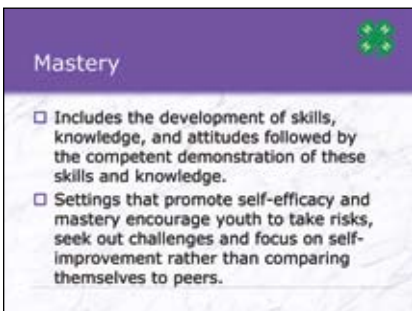 Mastery
Includes the development of skills,
knowledge, and attitudes followed by
the competent demonstration of these
skills and knowledge.
Settings that promote self-efficacy and
mastery encourage youth to take risks,
seek out challenges and focus on self-
improvement rather than comparing
themselves to peers.